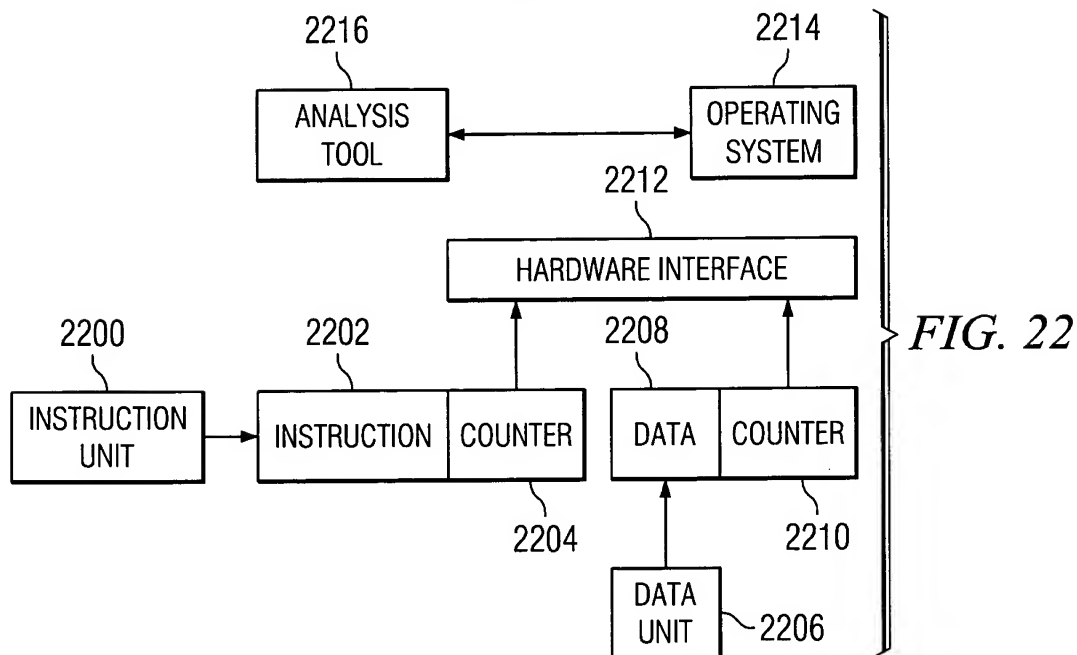 2216
2214
ANALYSIS
TOOL
OPERATING
SYSTEM
2212
HARDWARE INTERFACE
2200
2202
2208
FIG. 22
INSTRUCTION
UNIT
INSTRUCTION
COUNTER
DATA
COUNTER
2204
2210
DATA
UNIT
2206